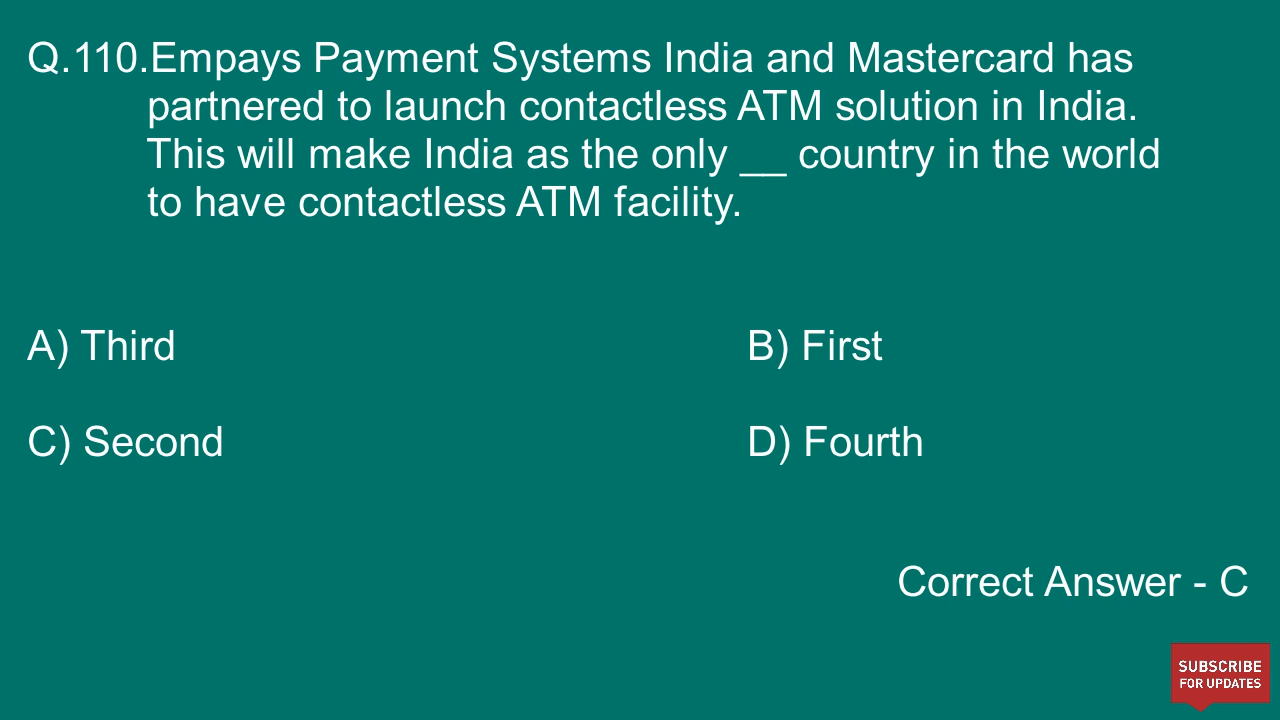 Q.110.Empays Payment Systems India and Mastercard has
partnered to launch contactless ATM solution in India.
This will make India as the only __ country in the world
to have contactless ATM facility.
A) Third
B) First
C) Second
D) Fourth
Correct Answer - C
SUBSCRIBE
FOR UPDATES